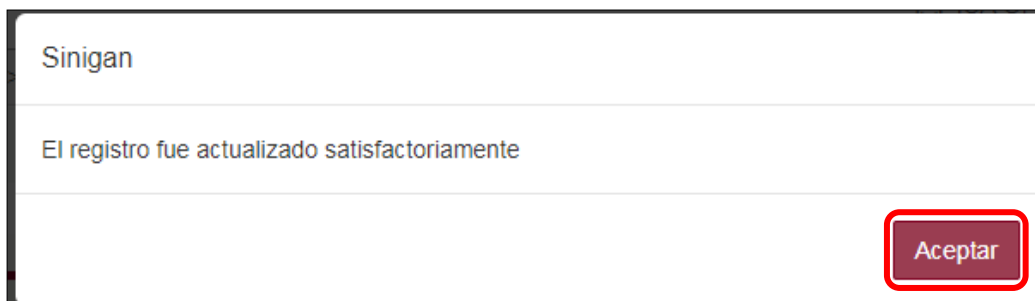 Sinigan
El registro fue actualizado satisfactoriamente
Aceptar